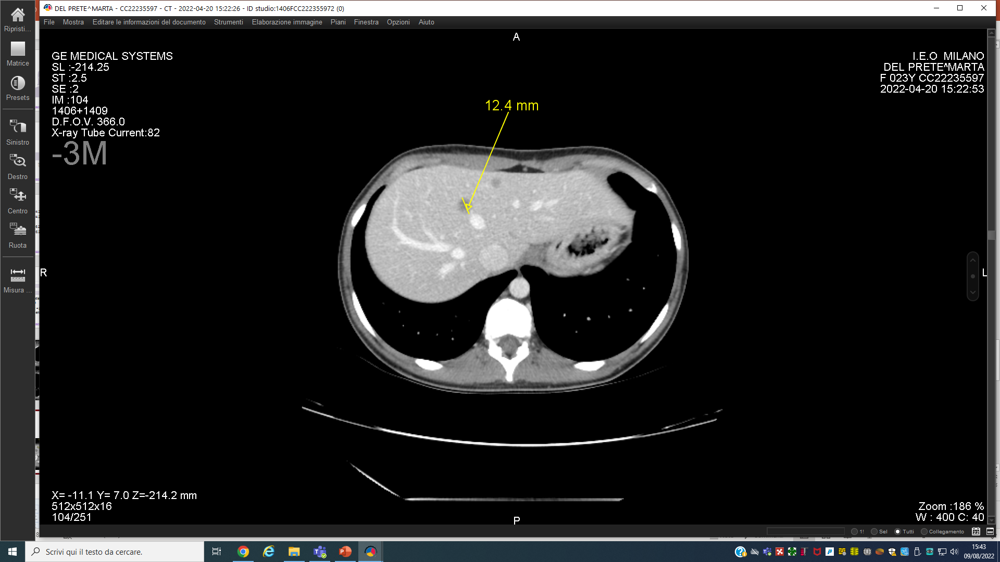 DEL PRETE^MARTA - CC22235597 - CT - 2022-04-20 15:22:26 - ID studio:1406FCC222355972 (0)
File Mostra Editare le informazioni del documento Strumenti Elaborazione immagine Piani Finestra Opzioni Aiuto
Ripristi...
Matrice
Presets
Sinistro
Destro
Centro
Ruota
Misura ...
A
GE MEDICAL SYSTEMS
SL :-214.25
ST :2.5
SE :2
IM :104
1406+1409
D.F.O.V. 366.0
X-ray Tube Current:82
-3M
I.E.O MILANO
DEL PRETE^MARTA
F 023Y CC22235597
2022-04-20 15:22:53
12.4 mm
R
L
X= -11.1 Y= 7.0 Z=-214.2 mm
512x512x16
104/251
P
Zoom :186 %
W : 400 C: 40
1! Sel Tutti Collegamento
22
Scrivi qui il testo da cercare.
15:43
09/08/2022